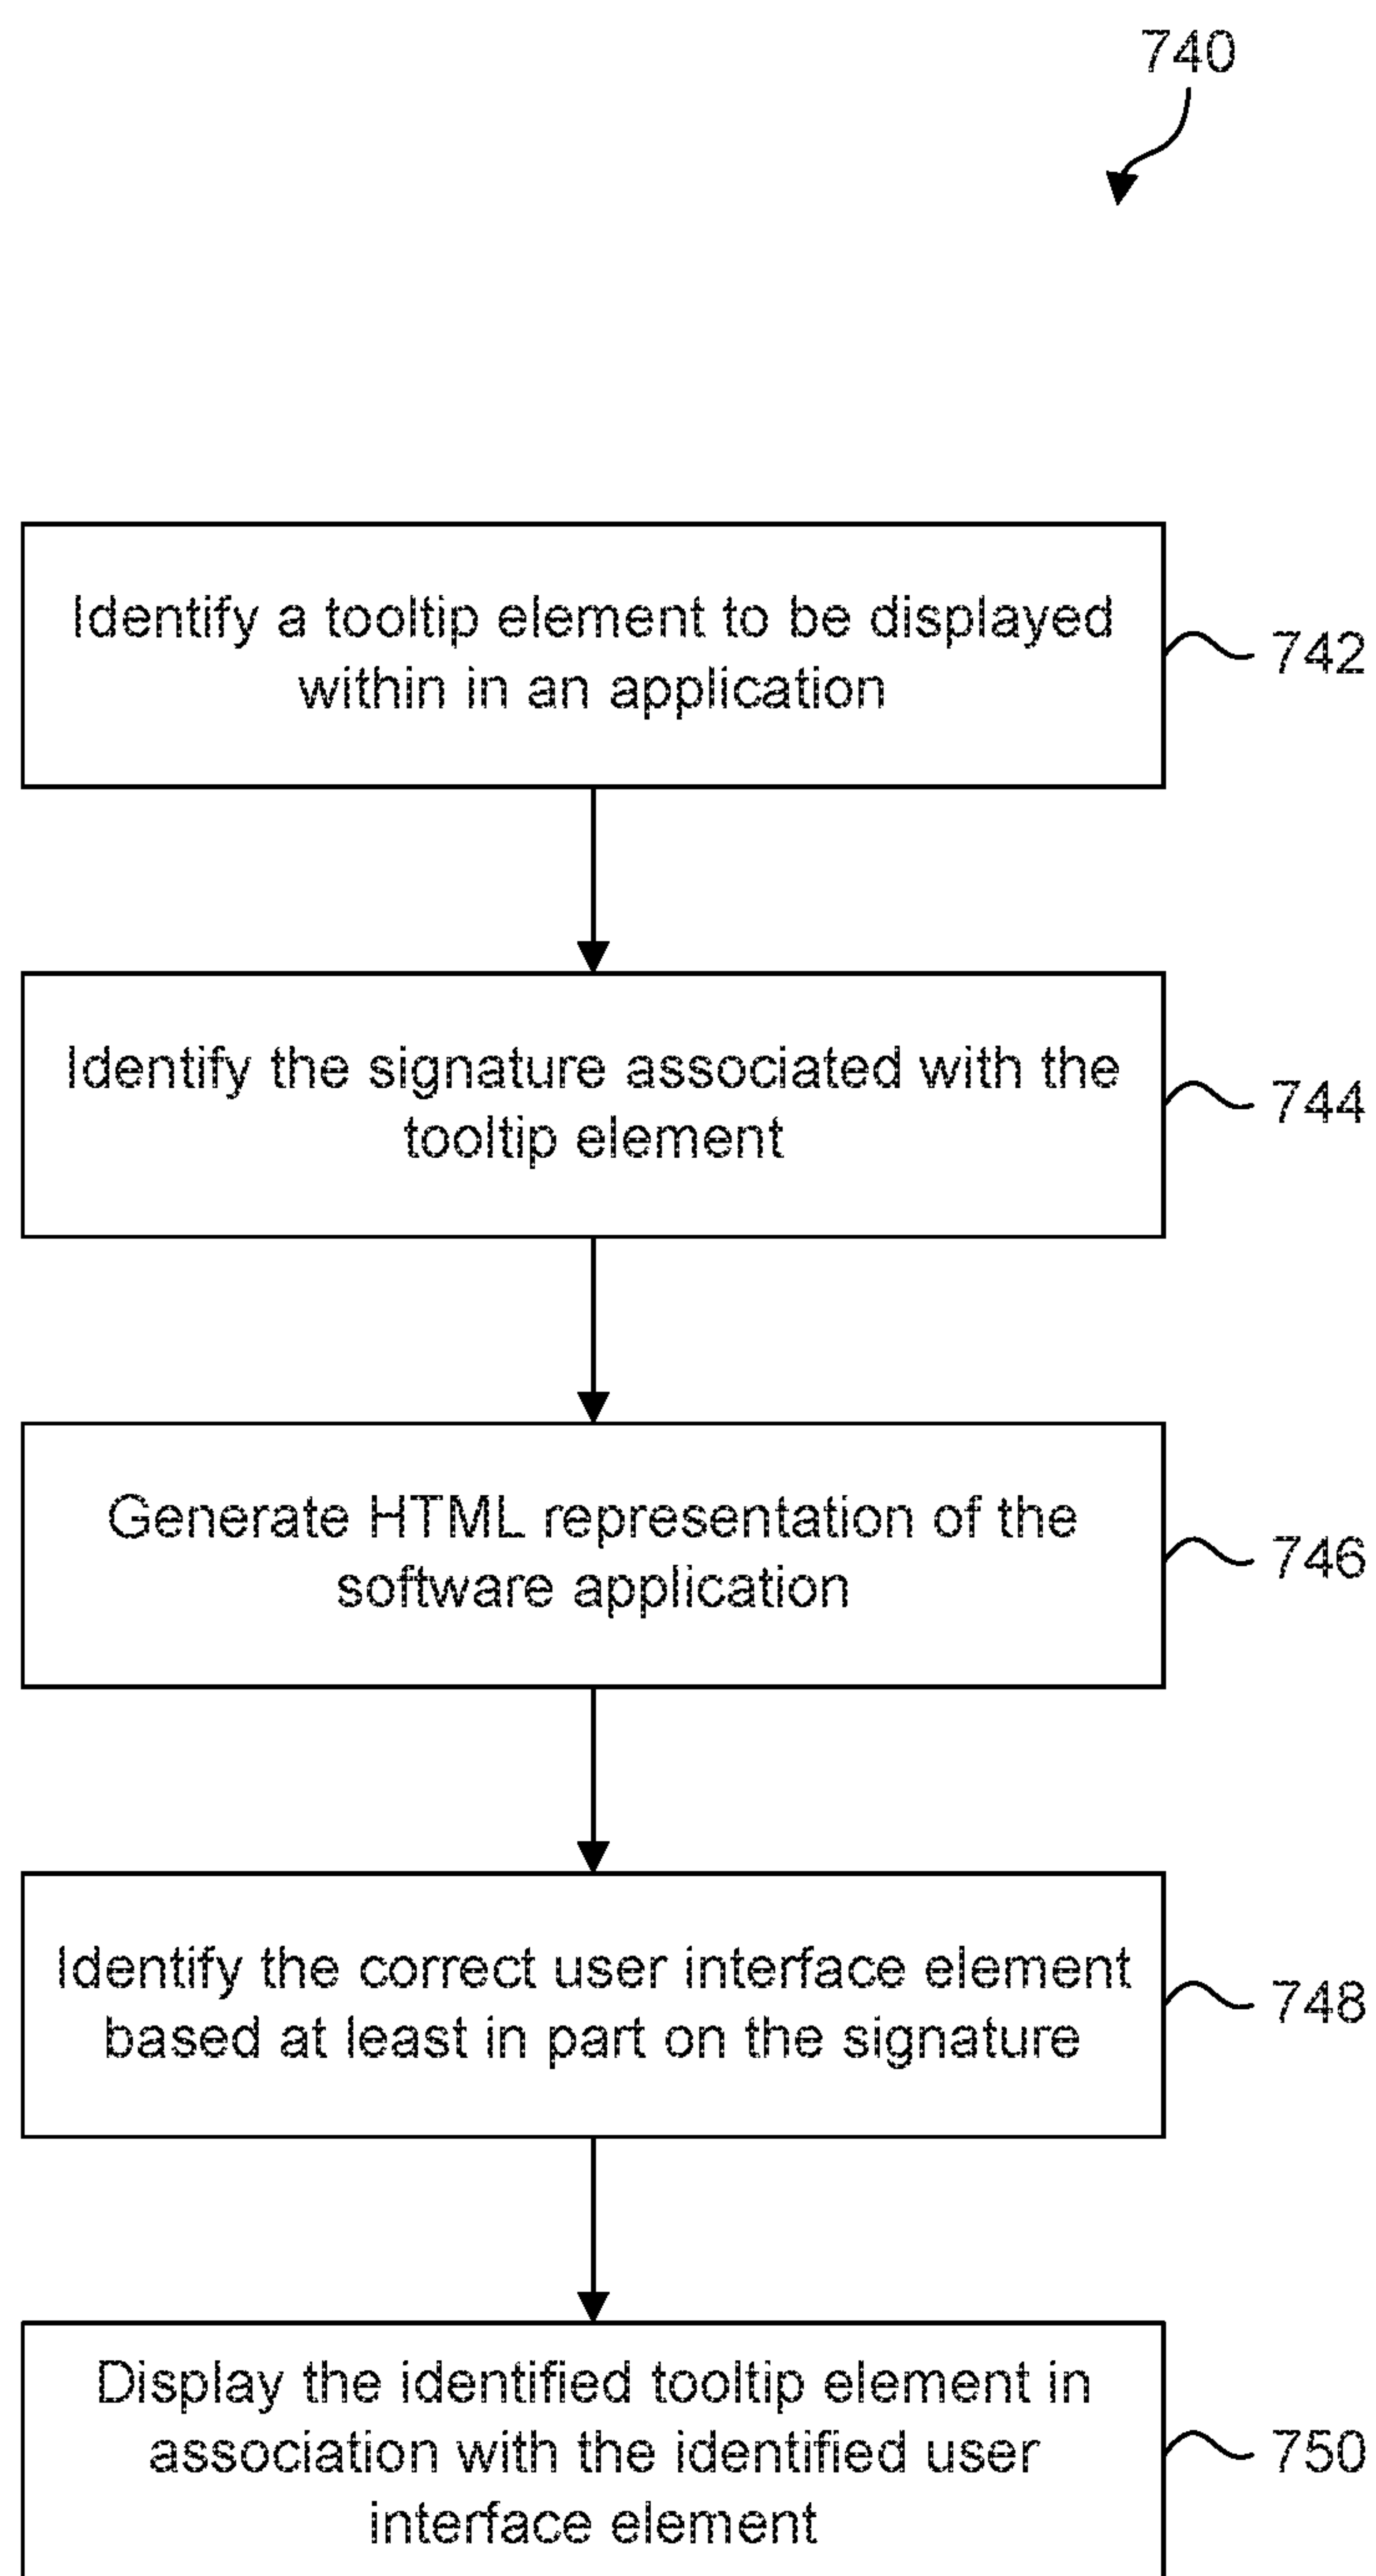 740
Identify a tooltip element to be displayed
within in an application
742
Identify the signature associated with the
tooltip element
744
Generate HTML representation of the
software application
746
Identify the correct user interface element
based at least in part on the signature
748
Display the identified tooltip element in
association with the identified user
interface element
750